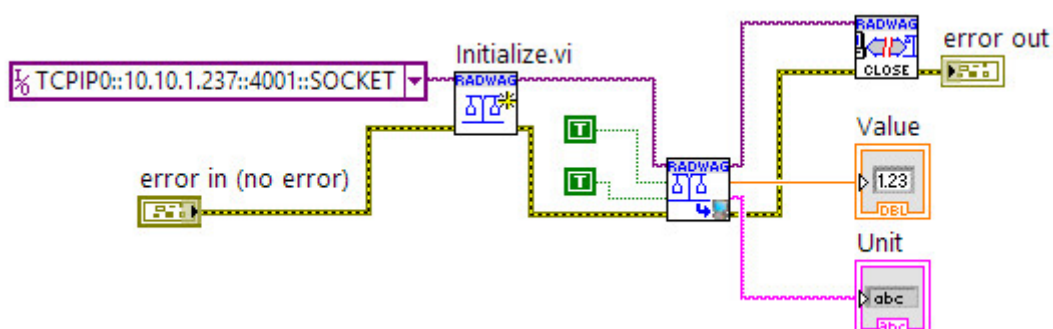 RADWAG
CLOSE
error out
Initialize.vi
TCPIP0::10.10.1.237::4001::SOCKET
RADWAG
T
Value
1.23
DBL
error in (no error)
T
RADWAG
Unit
abc
abc